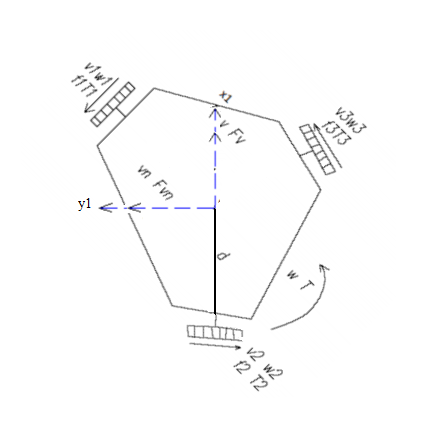 v1w1
f1T1
x1
v Fv
v3w3
f3T3
vn Fvn
y1
d
w T
v2 w2
f2 T2